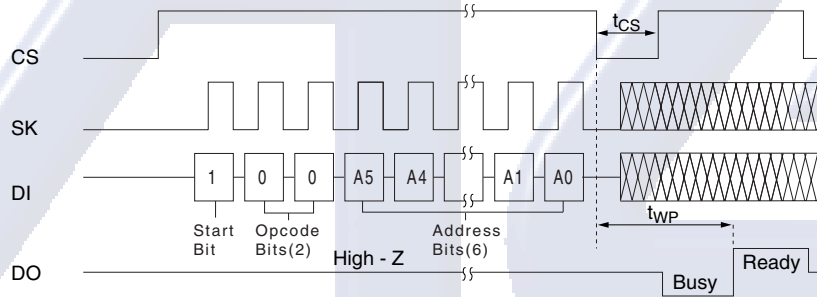 CS
tCS
SK
DI
1 0 0 A5 A4 A1 A0
Start
Bit
Opcode
Bits(2)
Address
Bits(6)
tWP
High - Z
DO
Busy
Ready